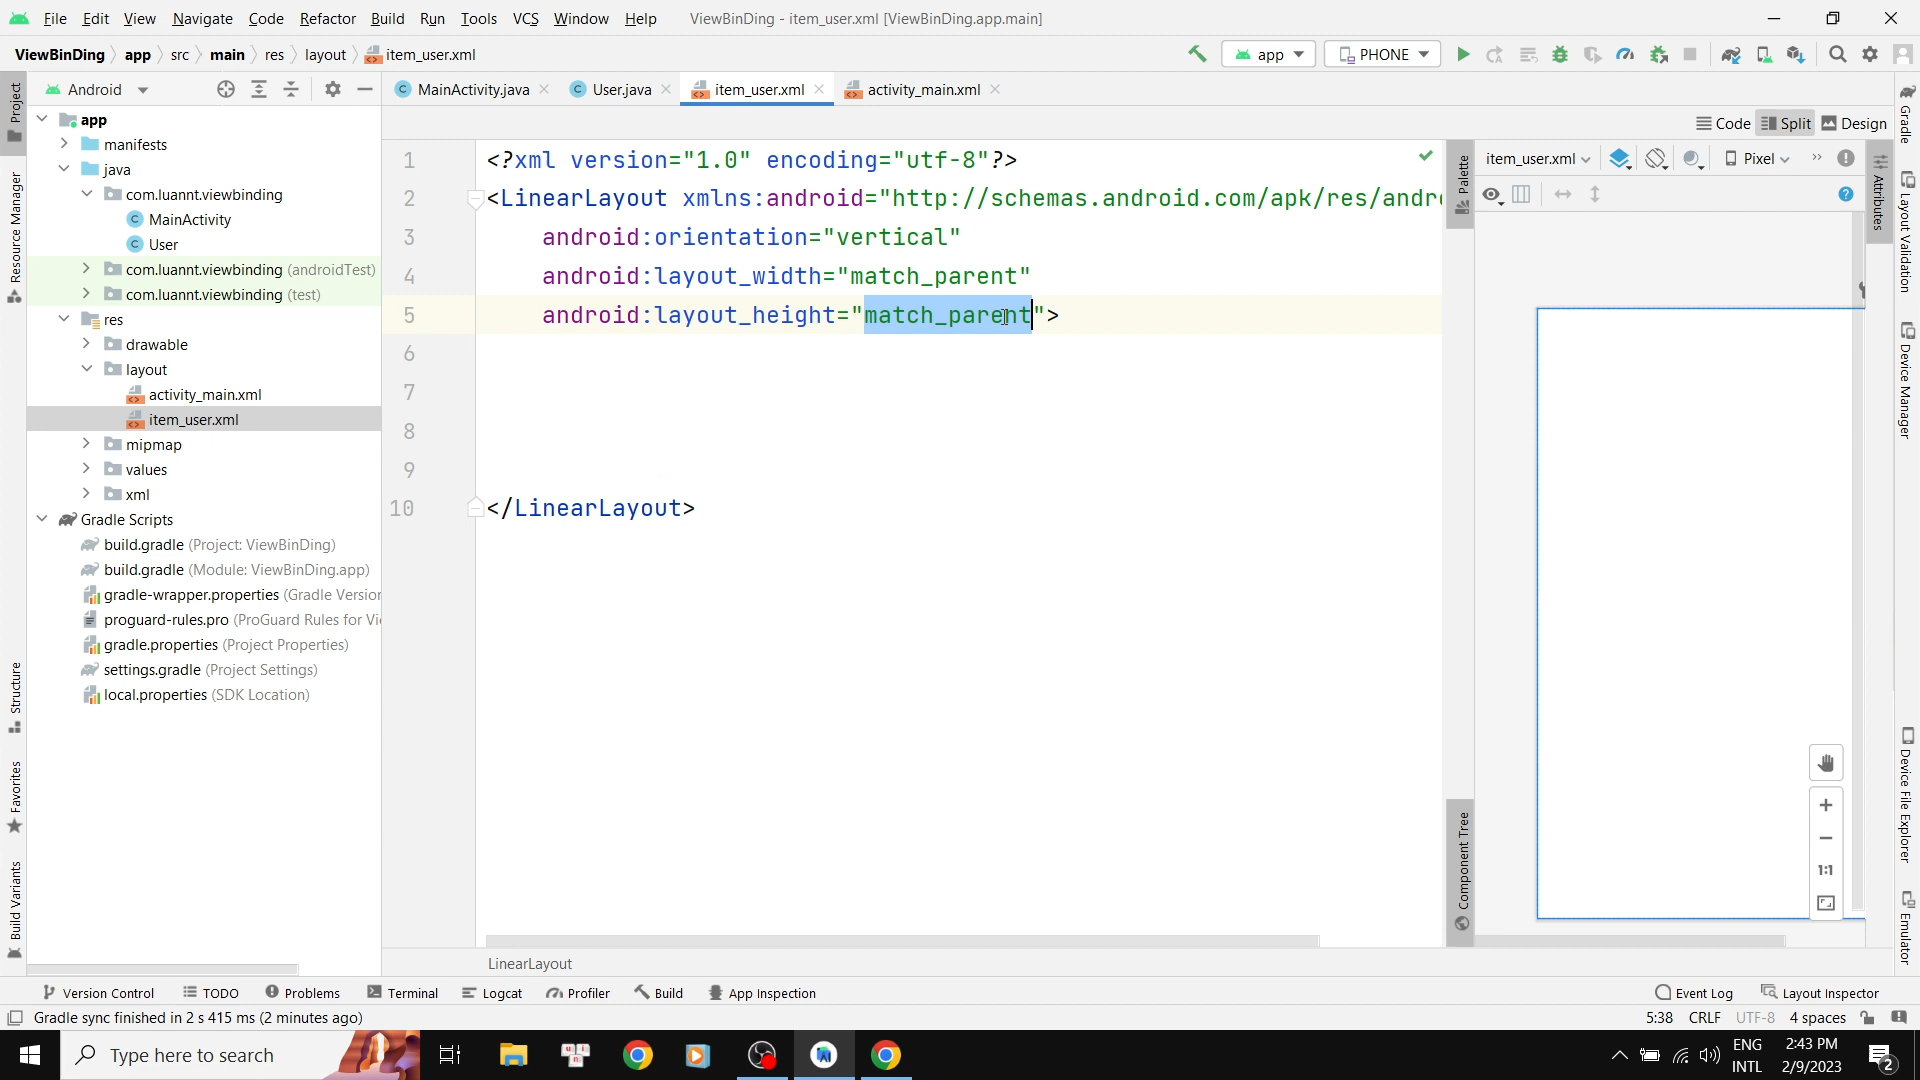 File Edit View Navigate Code Refactor Build Run Tools VCS Window Help ViewBinDing - item_user.xml [ViewBinDing.app.main]
ViewBinDing app src main res layout item_user.xml app PHONE
Android MainActivity.java User.java item_user.xml activity_main.xml
Code Split Design
app
manifests
java
com.luannt.viewbinding
MainActivity
User
com.luannt.viewbinding (androidTest)
com.luannt.viewbinding (test)
res
drawable
layout
activity_main.xml
item_user.xml
mipmap
values
xml
Gradle Scripts
build.gradle (Project: ViewBinDing)
build.gradle (Module: ViewBinDing.app)
gradle-wrapper.properties (Gradle Version
proguard-rules.pro (ProGuard Rules for Vi
gradle.properties (Project Properties)
settings.gradle (Project Settings)
local.properties (SDK Location)
Project
Resource Manager
Structure
Favorites
Build Variants
1 <?xml version="1.0" encoding="utf-8"?>
2 <LinearLayout xmlns:android="http://schemas.android.com/apk/res/andr
3 android:orientation="vertical"
4 android:layout_width="match_parent"
5 android:layout_height="match_parent">
6
7
8
9
10 </LinearLayout>
LinearLayout
Palette
Component Tree
item_user.xml Pixel
1:1
Attributes
Gradle
Layout Validation
Device Manager
Device File Explorer
Emulator
Version Control TODO Problems Terminal Logcat Profiler Build App Inspection Event Log Layout Inspector
Gradle sync finished in 2 s 415 ms (2 minutes ago) 5:38 CRLF UTF-8 4 spaces
Type here to search
ENG
INTL
2:43 PM
2/9/2023
2